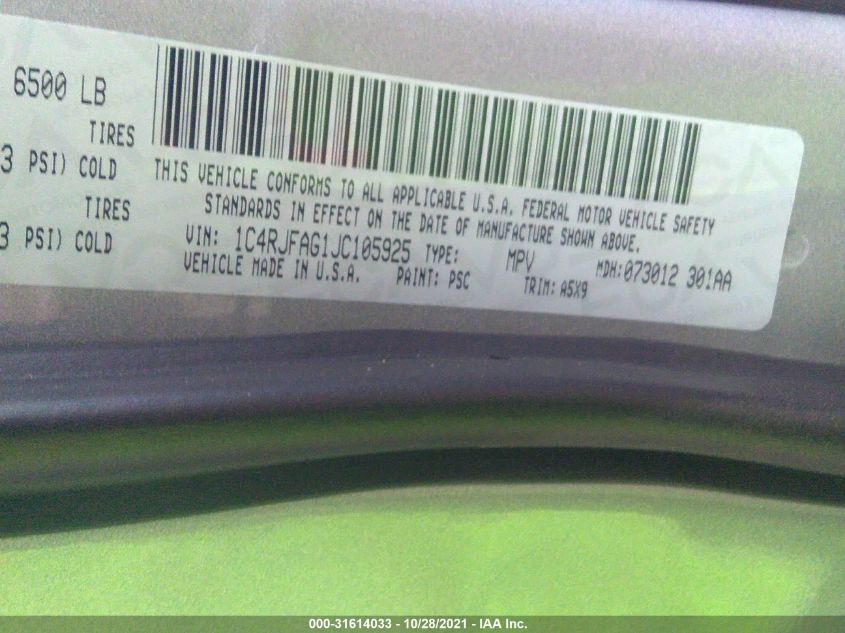 6500 LB
TIRES
3 PSI) COLD
TIRES
3 PSI) COLD
THIS VEHICLE CONFORMS TO ALL APPLICABLE U.S.A. FEDERAL MOTOR VEHICLE SAFETY
STANDARDS IN EFFECT ON THE DATE OF MANUFACTURE SHOWN ABOVE.
VIN: 1C4RJFAG1JC105925 TYPE: MPV MDH:073012 301AA
VEHICLE MADE IN U.S.A. PAINT: PSC TRIM: A5X9
000-31614033 - 10/28/2021 - IAA Inc.